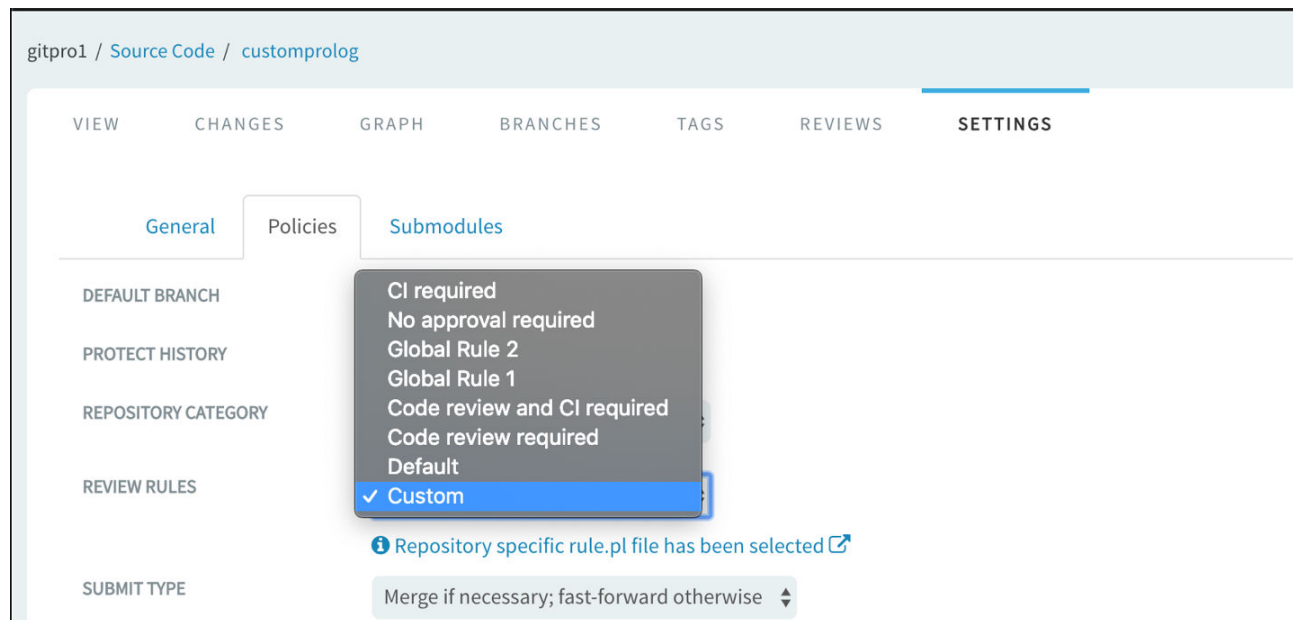 gitpro1 / Source Code / customprolog
VIEW CHANGES GRAPH BRANCHES TAGS REVIEWS SETTINGS
General Policies Submodules
DEFAULT BRANCH
PROTECT HISTORY
REPOSITORY CATEGORY
REVIEW RULES
CI required
No approval required
Global Rule 2
Global Rule 1
Code review and CI required
Code review required
Default
✓ Custom
Repository specific rule.pl file has been selected
SUBMIT TYPE
Merge if necessary; fast-forward otherwise